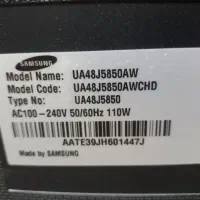 SAMSUNG
Model Name: UA48J5850AW
Model Code: UA48J5850AWCHD
Type No: UA48J5850
AC100-240V 50/60Hz 110W
AATE39JH601447J
Made by SAMSUNG